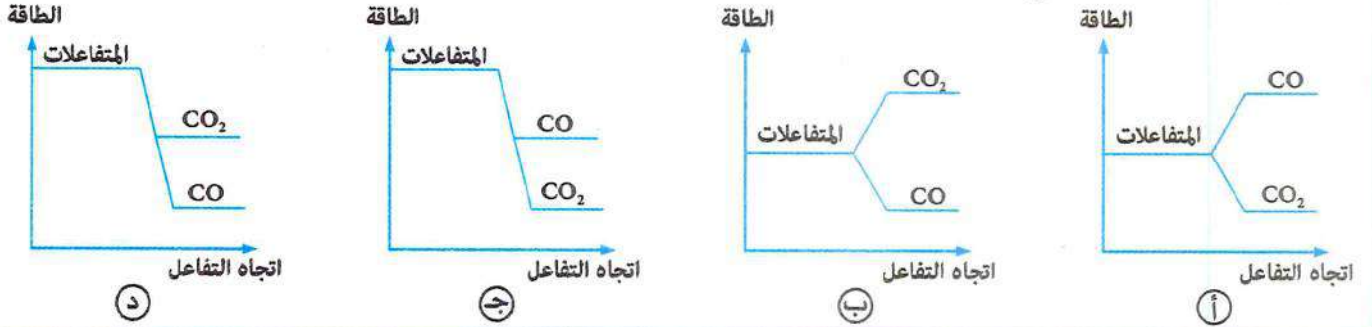 الطاقة
CO
المتفاعلات
CO₂
اتجاه التفاعل
أ
الطاقة
CO₂
المتفاعلات
CO
اتجاه التفاعل
ب
الطاقة
المتفاعلات
CO
CO₂
اتجاه التفاعل
جـ
الطاقة
المتفاعلات
CO₂
CO
اتجاه التفاعل
د